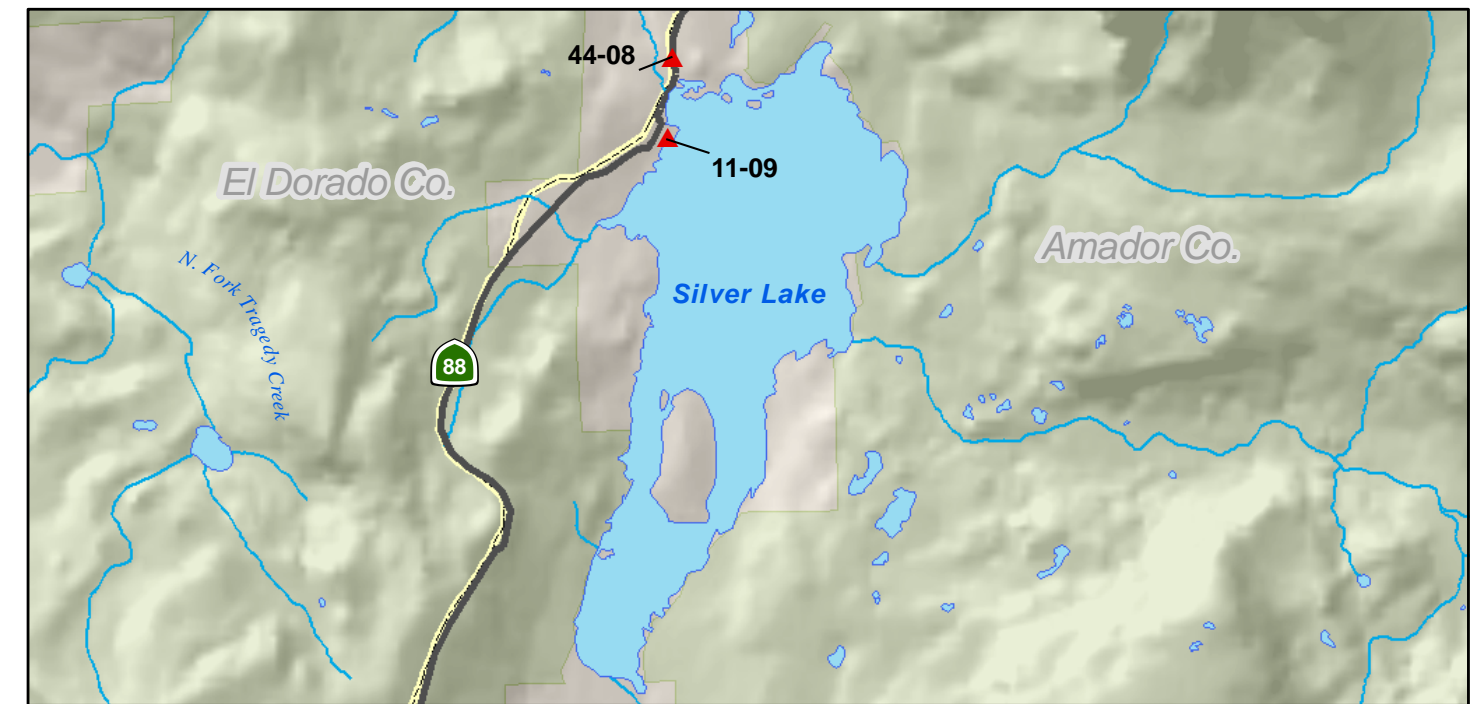 44-08
11-09
El Dorado Co.
Amador Co.
N. Fork Tragedy Creek
Silver Lake
88